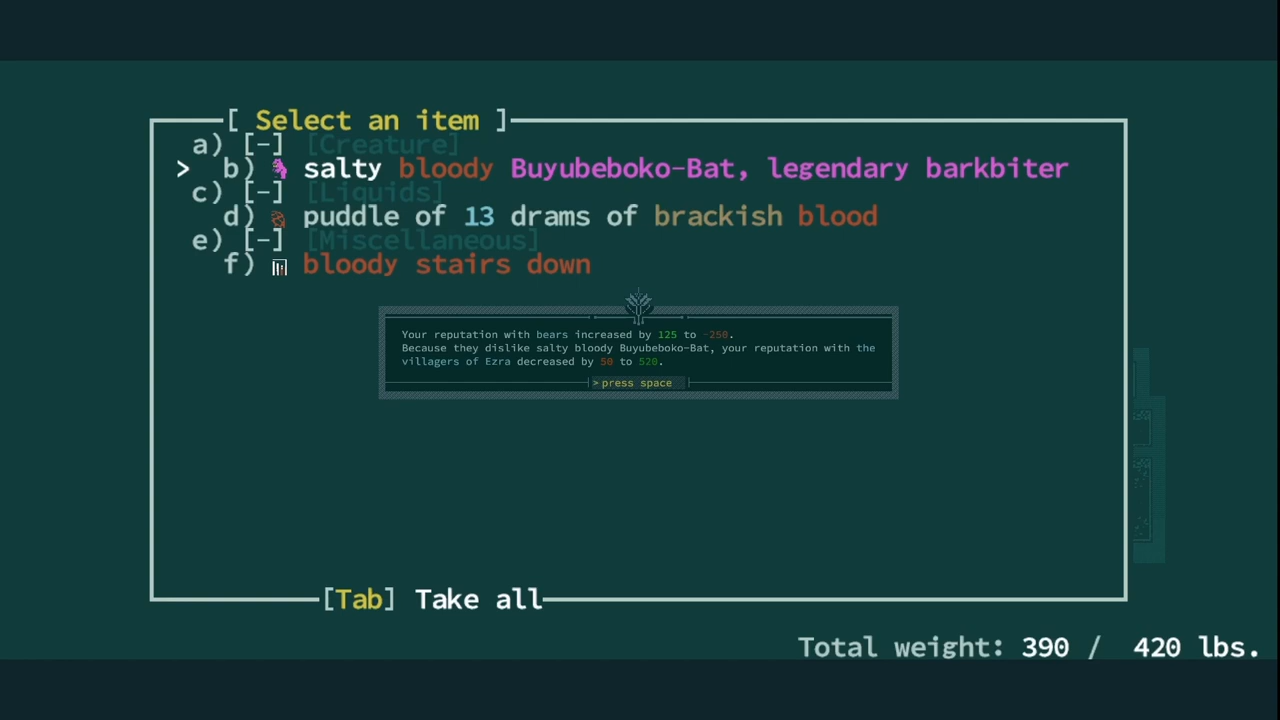 [ Select an item ]
a) [-] [Creature]
> b) salty bloody Buyubeboko-Bat, legendary barkbiter
c) [-] [Liquids]
d) puddle of 13 drams of brackish blood
e) [-] [Miscellaneous]
f) bloody stairs down
Your reputation with bears increased by 125 to -250.
Because they dislike salty bloody Buyubeboko-Bat, your reputation with the
villagers of Ezra decreased by 50 to 520.
> press space
[Tab] Take all
Total weight: 390 / 420 lbs.